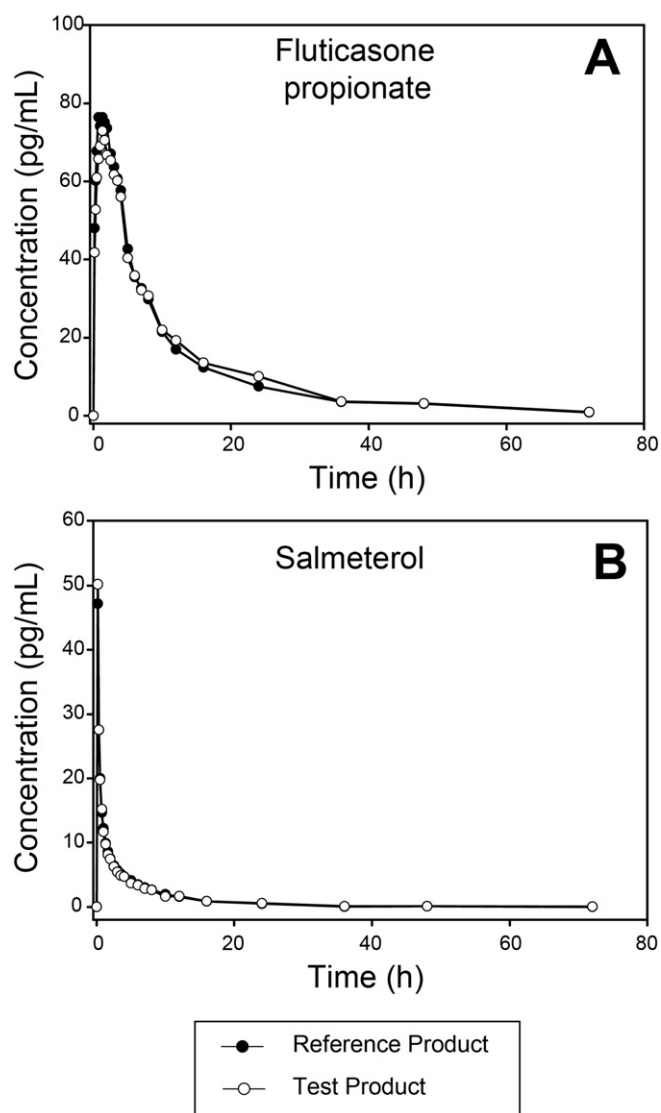 Fluticasone
propionate
A
Concentration (pg/mL)
100
80
60
40
20
0
0 20 40 60 80
Time (h)
Salmeterol
B
Concentration (pg/mL)
60
50
40
30
20
10
0
0 20 40 60 80
Time (h)
Reference Product
Test Product